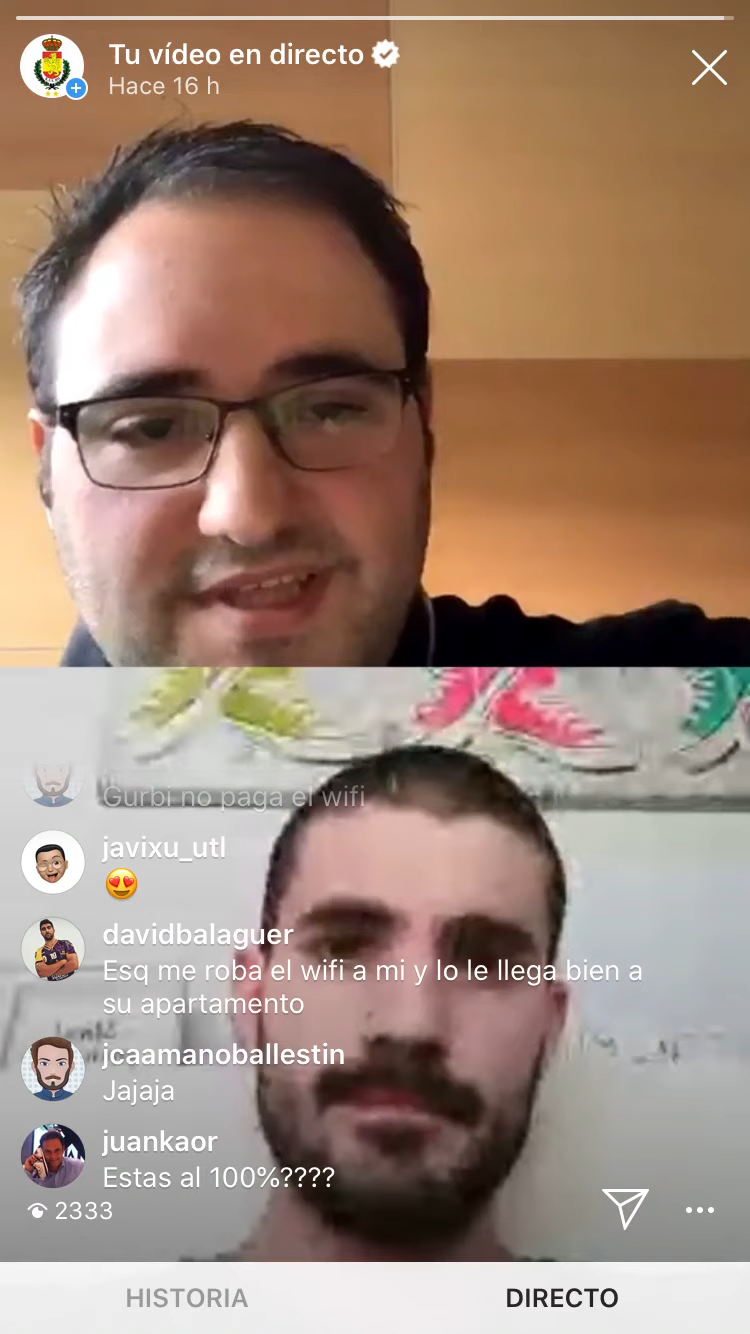 Tu vídeo en directo
Hace 16 h
Gurbi no paga el wifi
javixu_utl
😍
davidbalaguer
Esq me roba el wifi a mi y lo le llega bien a
su apartamento
jcaamanoballestin
Jajaja
juankaor
Estas al 100%????
2333
HISTORIA
DIRECTO